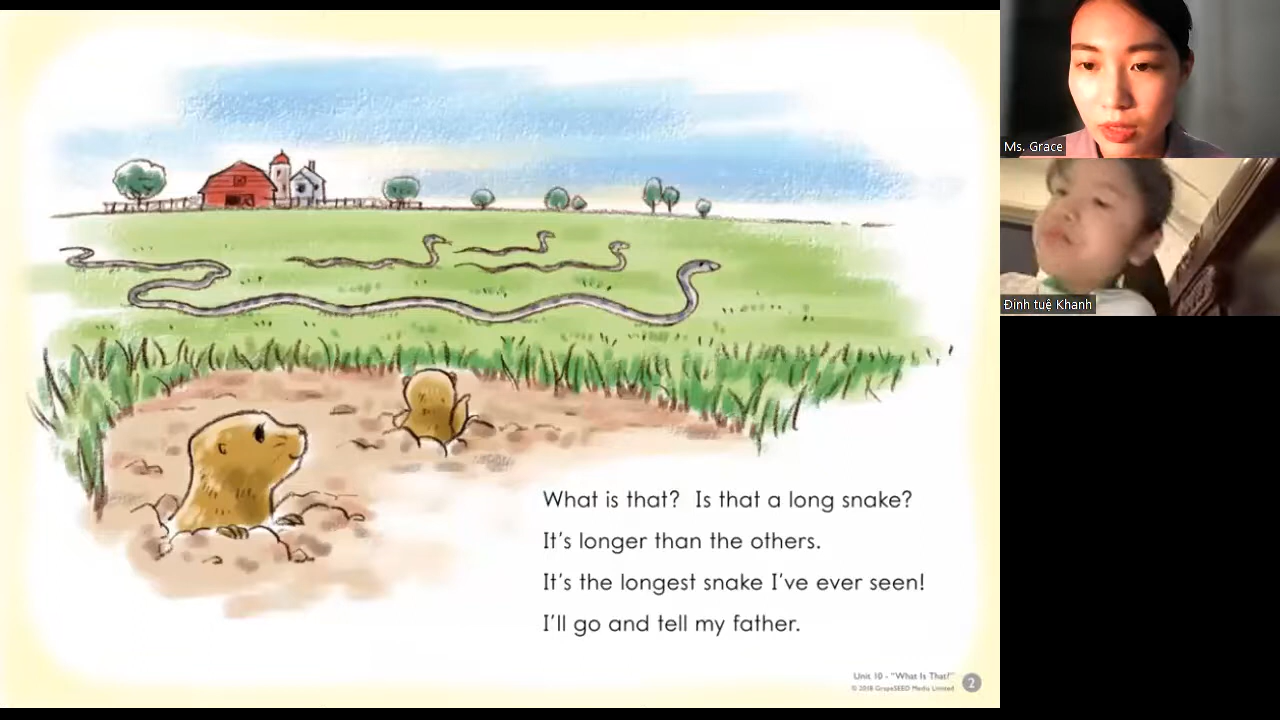 Ms. Grace
Đinh tuệ Khanh
What is that? Is that a long snake?
It's longer than the others.
It's the longest snake I've ever seen!
I'll go and tell my father.
Unit 10 - "What Is That?"
© 2018 GrapeSEED Media Limited
2